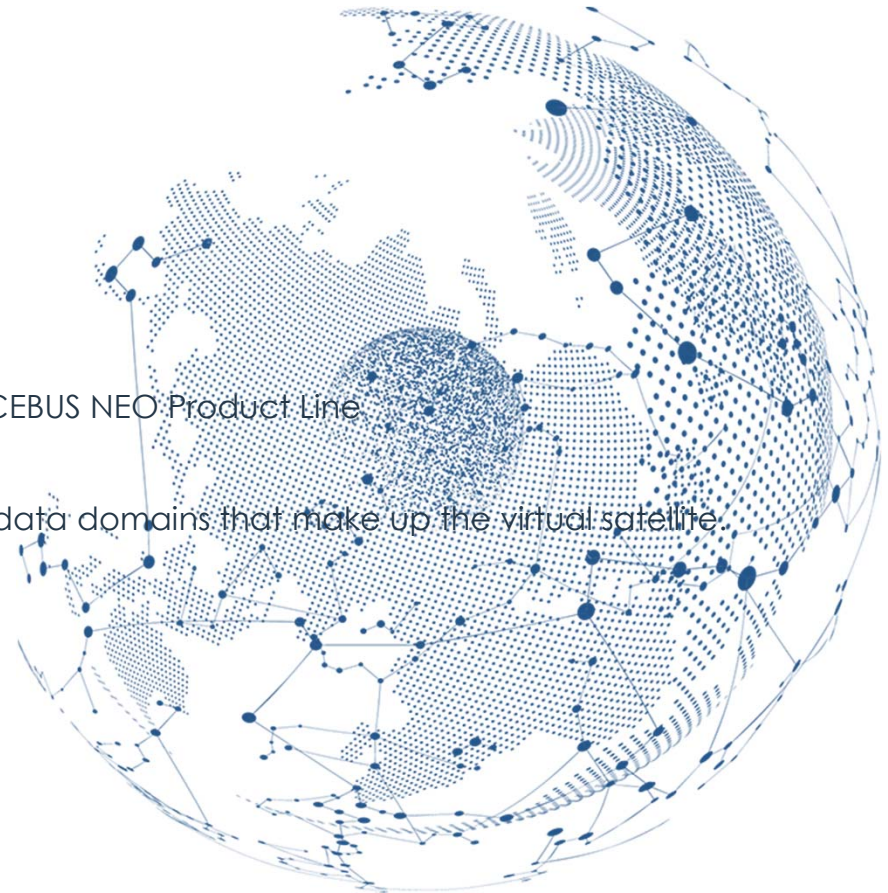 CEBUS NEO Product Line
data domains that make up the virtual satellite.